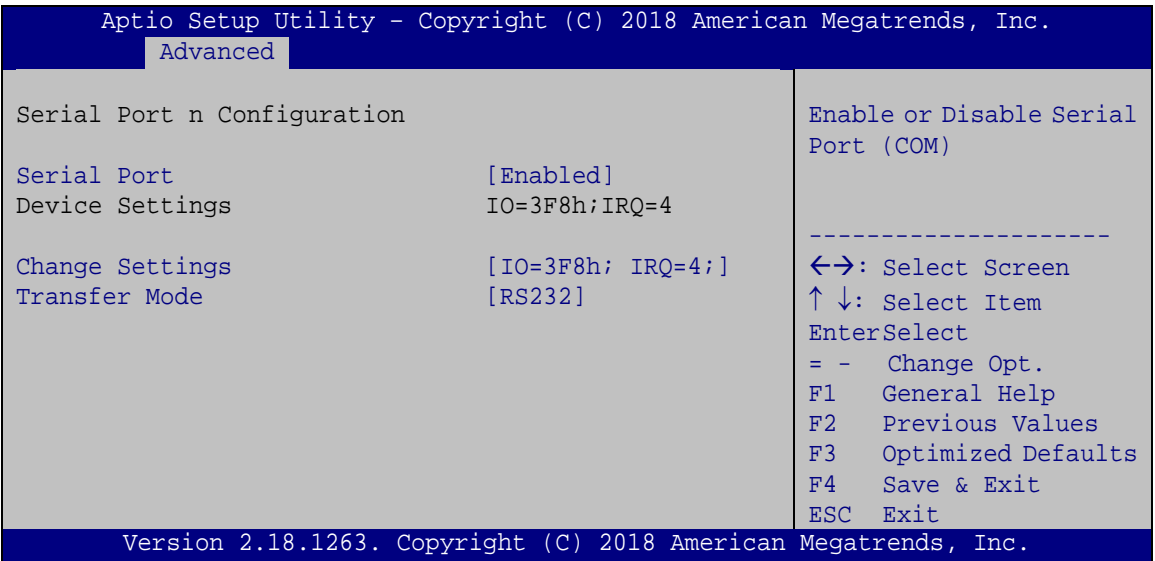 Aptio Setup Utility – Copyright (C) 2018 American Megatrends, Inc.
Advanced
Serial Port n Configuration
Serial Port [Enabled]
Device Settings IO=3F8h;IRQ=4
Change Settings [IO=3F8h; IRQ=4;]
Transfer Mode [RS232]
Enable or Disable Serial
Port (COM)
---------------------
←→: Select Screen
↑ ↓: Select Item
EnterSelect
= - Change Opt.
F1 General Help
F2 Previous Values
F3 Optimized Defaults
F4 Save & Exit
ESC Exit
Version 2.18.1263. Copyright (C) 2018 American Megatrends, Inc.